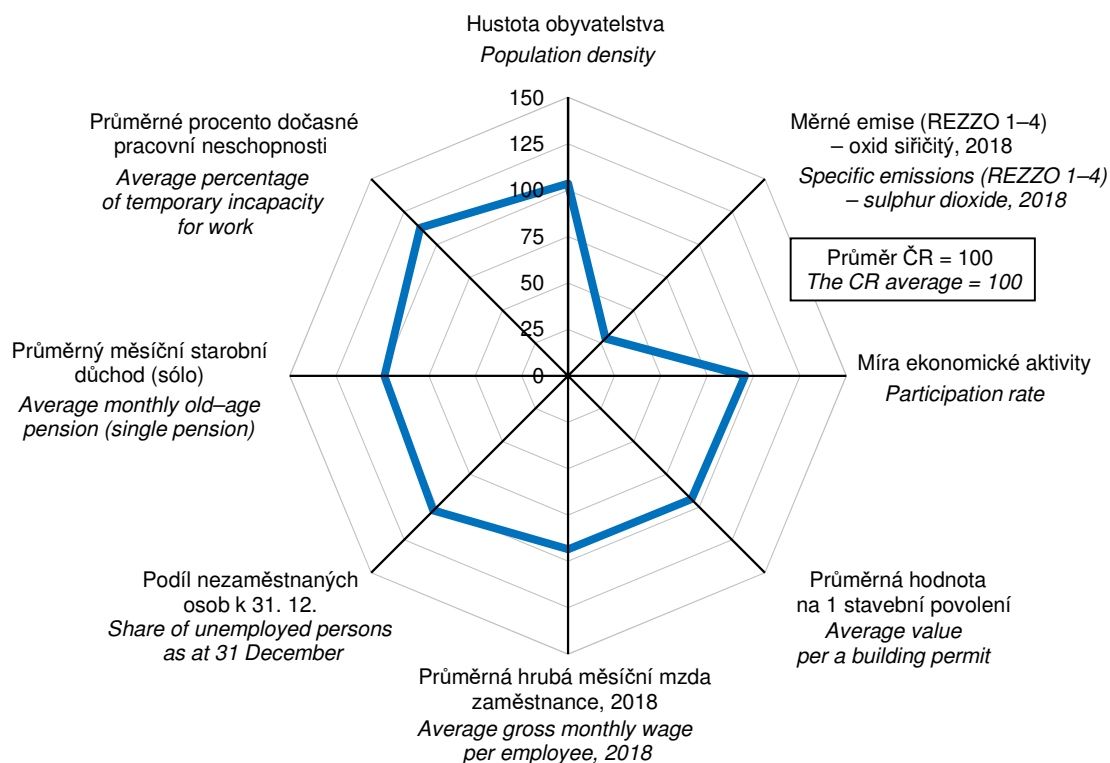 Hustota obyvatelstva
Population density
Měrné emise (REZZO 1–4)
– oxid siřičitý, 2018
Specific emissions (REZZO 1–4)
– sulphur dioxide, 2018
Průměr ČR = 100
The CR average = 100
Míra ekonomické aktivity
Participation rate
Průměrná hodnota
na 1 stavební povolení
Average value
per a building permit
Průměrná hrubá měsíční mzda
zaměstnance, 2018
Average gross monthly wage
per employee, 2018
Podíl nezaměstnaných
osob k 31. 12.
Share of unemployed persons
as at 31 December
Průměrný měsíční starobní
důchod (sólo)
Average monthly old–age
pension (single pension)
Průměrné procento dočasné
pracovní neschopnosti
Average percentage
of temporary incapacity
for work
150
125
100
75
50
25
0